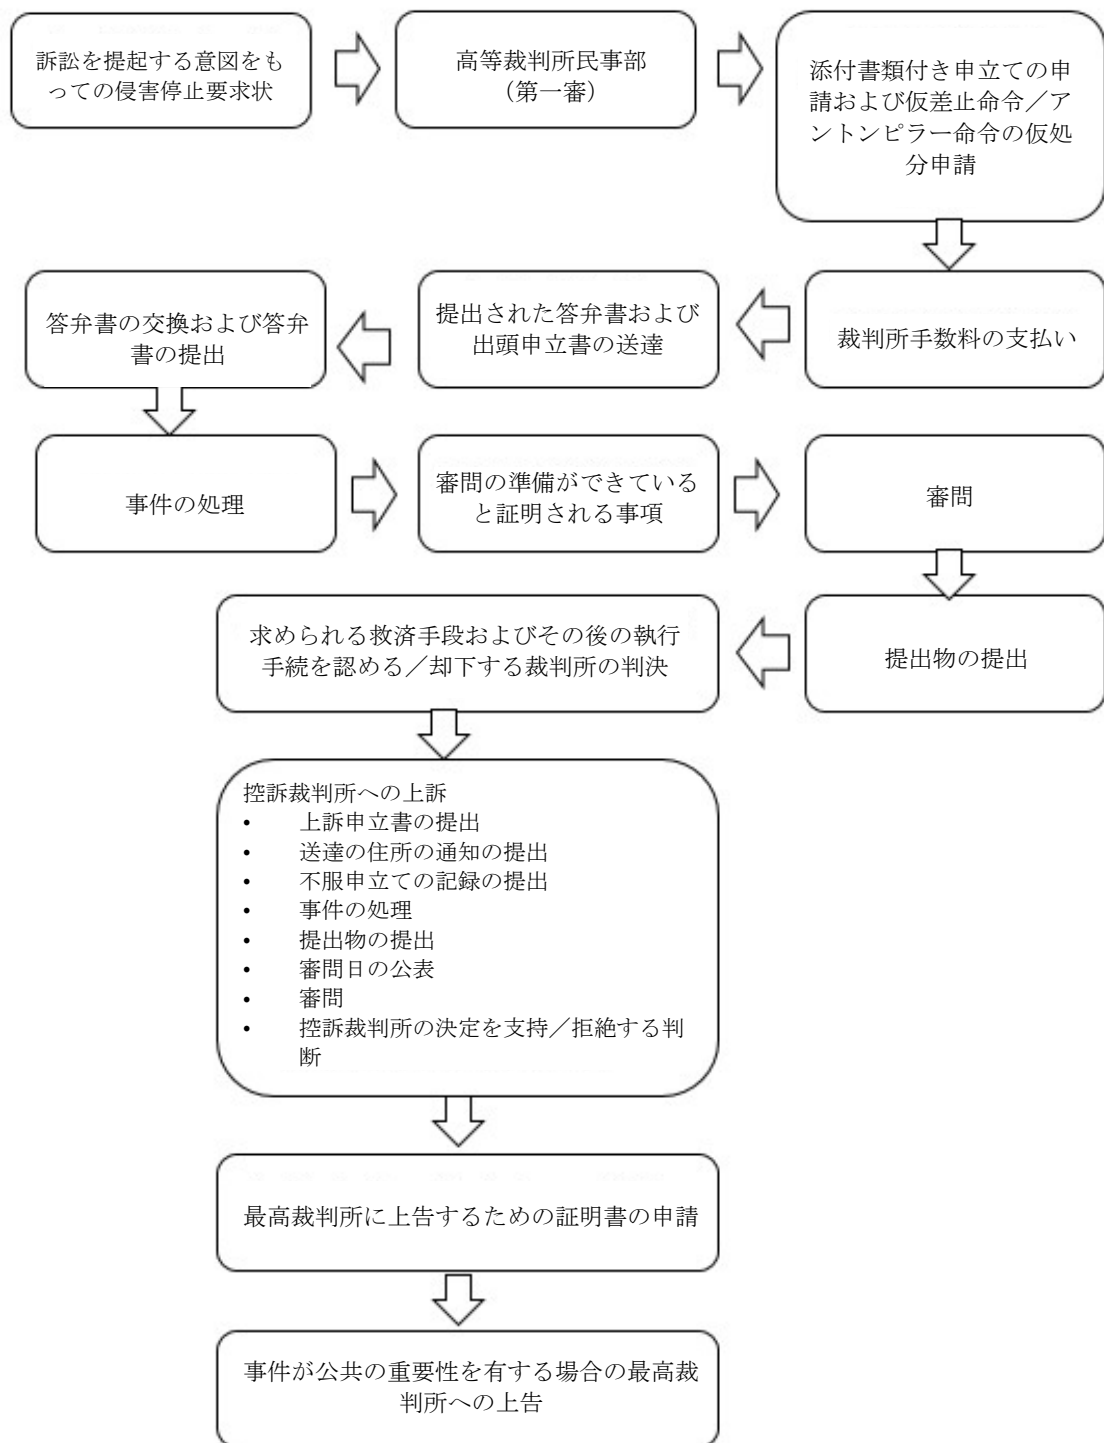 訴訟を提起する意図をも
っての侵害停止要求状
高等裁判所民事部
（第一審）
添付書類付き申立ての申
請および仮差止命令／ア
ントンピラー命令の仮処
分申請
裁判所手数料の支払い
提出された答弁書および
出頭申立書の送達
答弁書の交換および答弁
書の提出
事件の処理
審問の準備ができている
と証明される事項
審問
提出物の提出
求められる救済手段およびその後の執行
手続を認める／却下する裁判所の判決
控訴裁判所への上訴
• 上訴申立書の提出
• 送達の住所の通知の提出
• 不服申立ての記録の提出
• 事件の処理
• 提出物の提出
• 審問日の公表
• 審問
• 控訴裁判所の決定を支持／拒絶する判
断
最高裁判所に上告するための証明書の申請
事件が公共の重要性を有する場合の最高裁
判所への上告